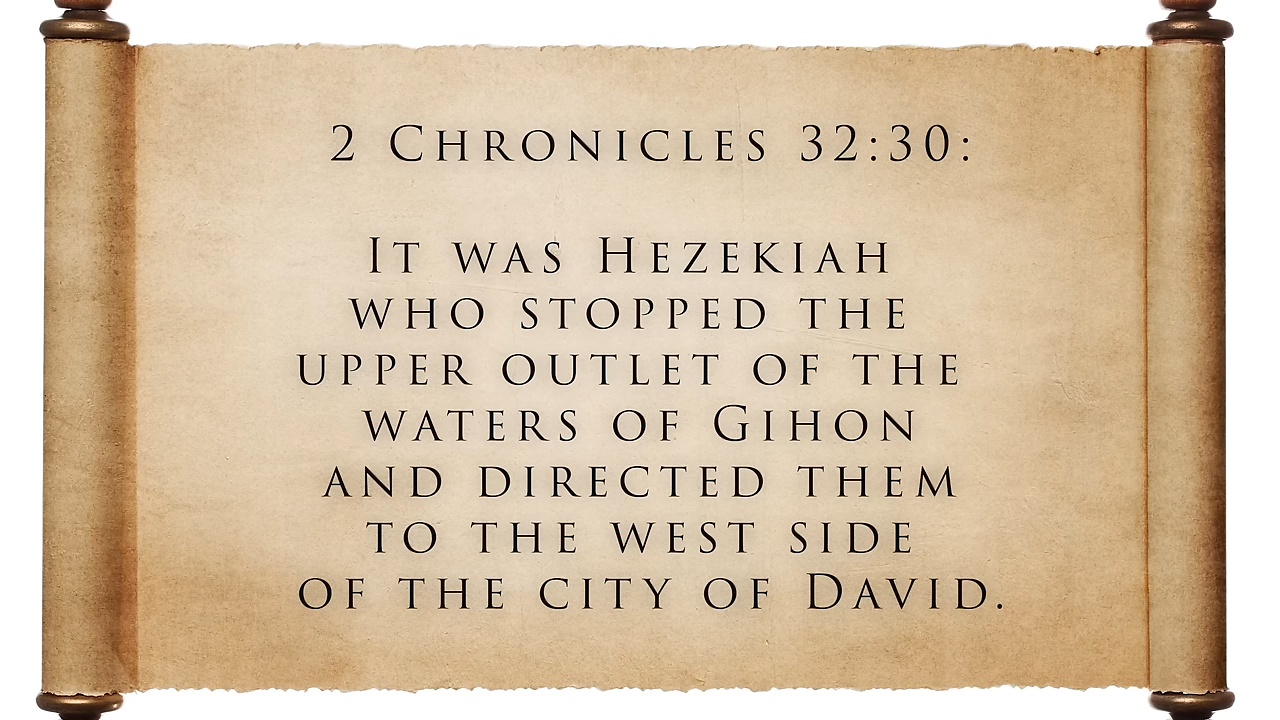 2 Chronicles 32:30:
It was Hezekiah
who stopped the
upper outlet of the
waters of Gihon
and directed them
to the west side
of the city of David.